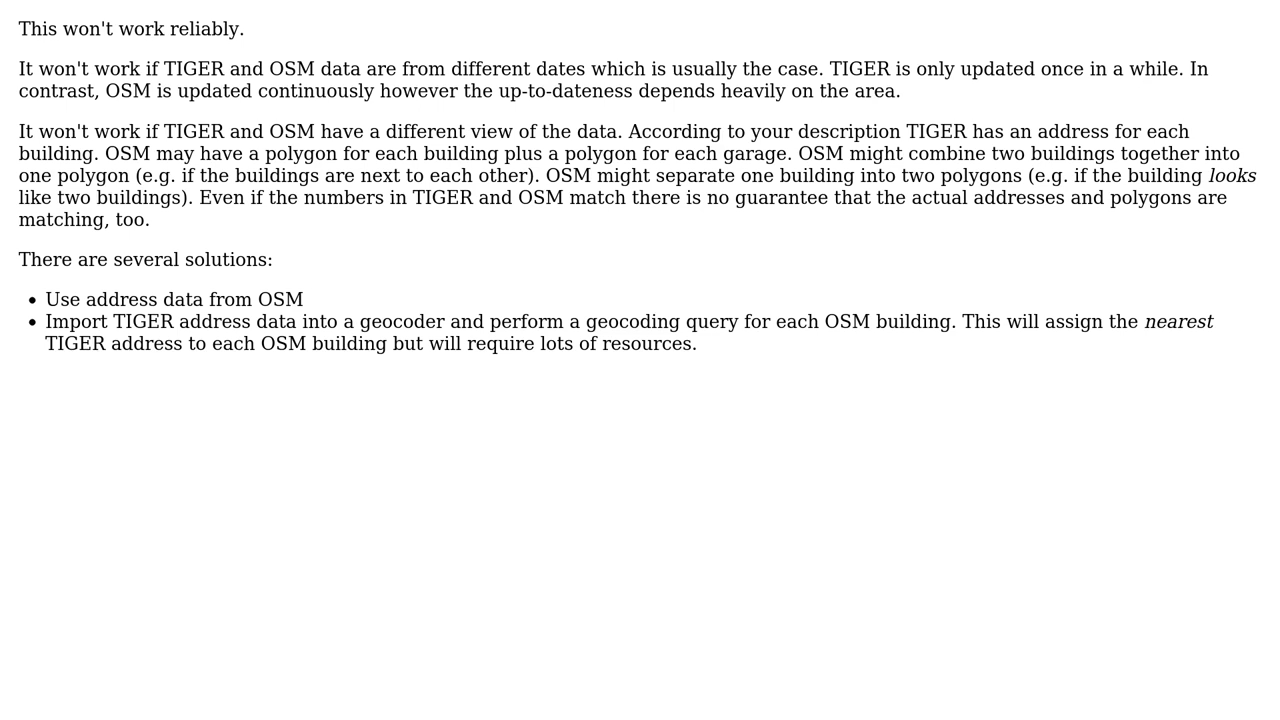 This won't work reliably.
It won't work if TIGER and OSM data are from different dates which is usually the case. TIGER is only updated once in a while. In
contrast, OSM is updated continuously however the up-to-dateness depends heavily on the area.
It won't work if TIGER and OSM have a different view of the data. According to your description TIGER has an address for each
building. OSM may have a polygon for each building plus a polygon for each garage. OSM might combine two buildings together into
one polygon (e.g. if the buildings are next to each other). OSM might separate one building into two polygons (e.g. if the building looks
like two buildings). Even if the numbers in TIGER and OSM match there is no guarantee that the actual addresses and polygons are
matching, too.
There are several solutions:
• Use address data from OSM
• Import TIGER address data into a geocoder and perform a geocoding query for each OSM building. This will assign the nearest
TIGER address to each OSM building but will require lots of resources.